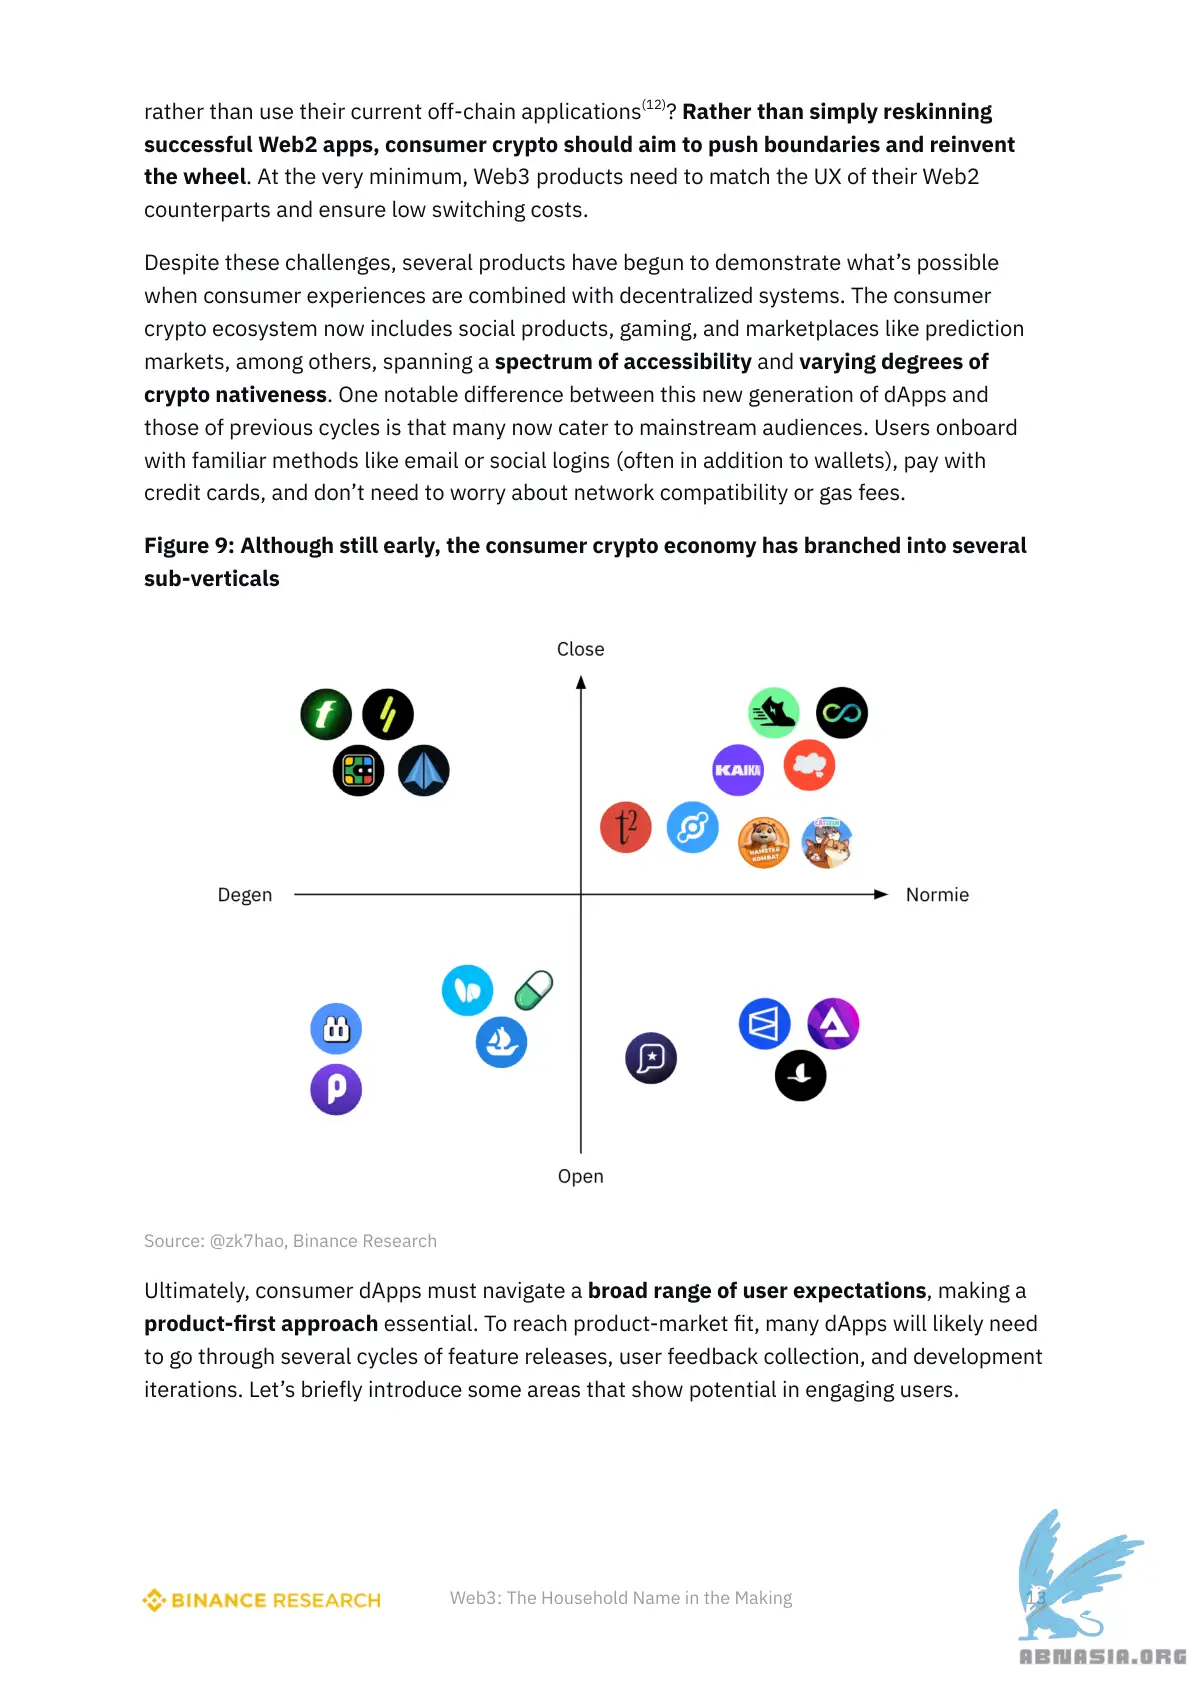 rather than use their current off-chain applications(12)? Rather than simply reskinning
successful Web2 apps, consumer crypto should aim to push boundaries and reinvent
the wheel. At the very minimum, Web3 products need to match the UX of their Web2
counterparts and ensure low switching costs.
Despite these challenges, several products have begun to demonstrate what’s possible
when consumer experiences are combined with decentralized systems. The consumer
crypto ecosystem now includes social products, gaming, and marketplaces like prediction
markets, among others, spanning a spectrum of accessibility and varying degrees of
crypto nativeness. One notable difference between this new generation of dApps and
those of previous cycles is that many now cater to mainstream audiences. Users onboard
with familiar methods like email or social logins (often in addition to wallets), pay with
credit cards, and don’t need to worry about network compatibility or gas fees.
Figure 9: Although still early, the consumer crypto economy has branched into several
sub-verticals
Close
f
KAIKA
t2
HAMSTER
KOMBAT
CATIZEN
Degen
Normie
p
Open
Source: @zk7hao, Binance Research
Ultimately, consumer dApps must navigate a broad range of user expectations, making a
product-first approach essential. To reach product-market fit, many dApps will likely need
to go through several cycles of feature releases, user feedback collection, and development
iterations. Let’s briefly introduce some areas that show potential in engaging users.
BINANCE RESEARCH
Web3: The Household Name in the Making
13
ABNASIA.ORG